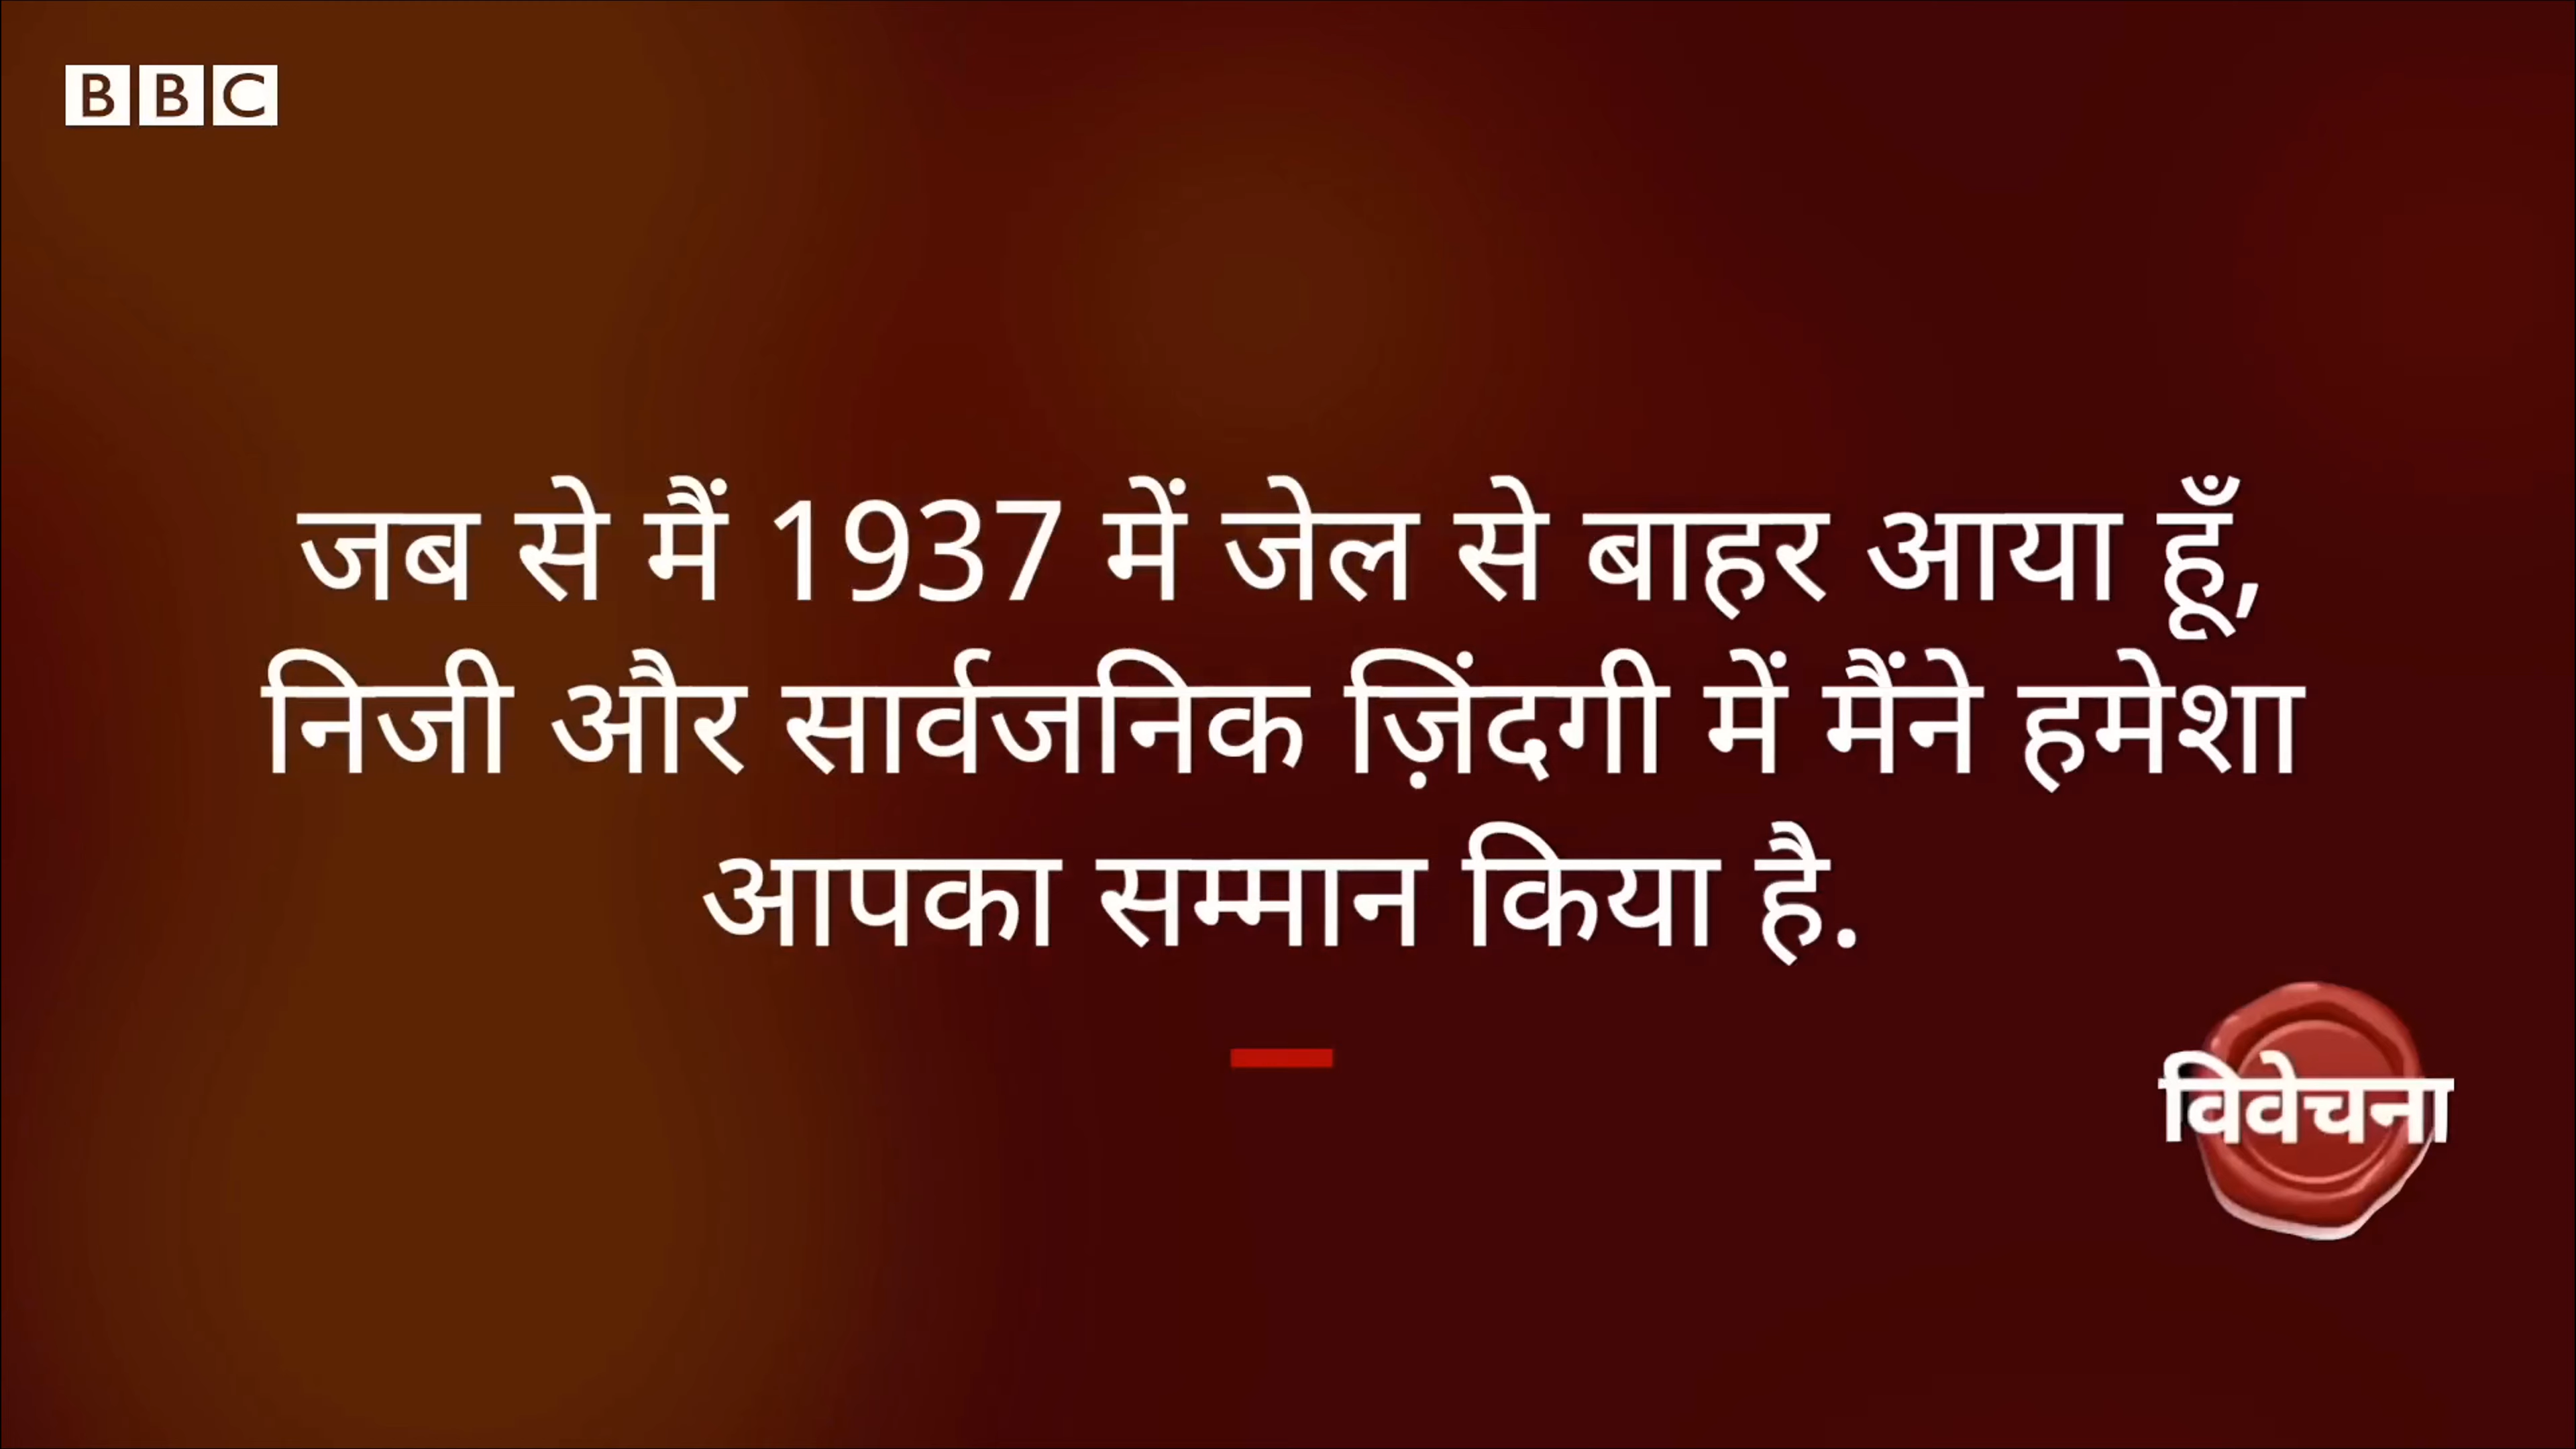 BBC
जब से मैं 1937 में जेल से बाहर आया हूँ,
निजी और सार्वजनिक ज़िंदगी में मैंने हमेशा
आपका सम्मान किया है.
विवेचना